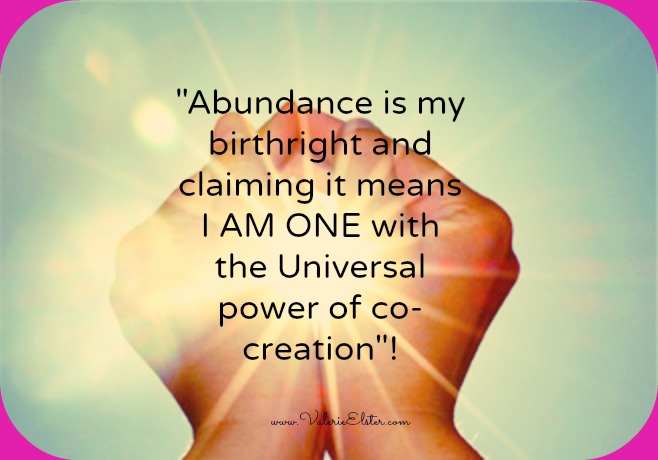 "Abundance is my
birthright and
claiming it means
I AM ONE with
the Universal
power of co-
creation"!
www.ValerieElster.com